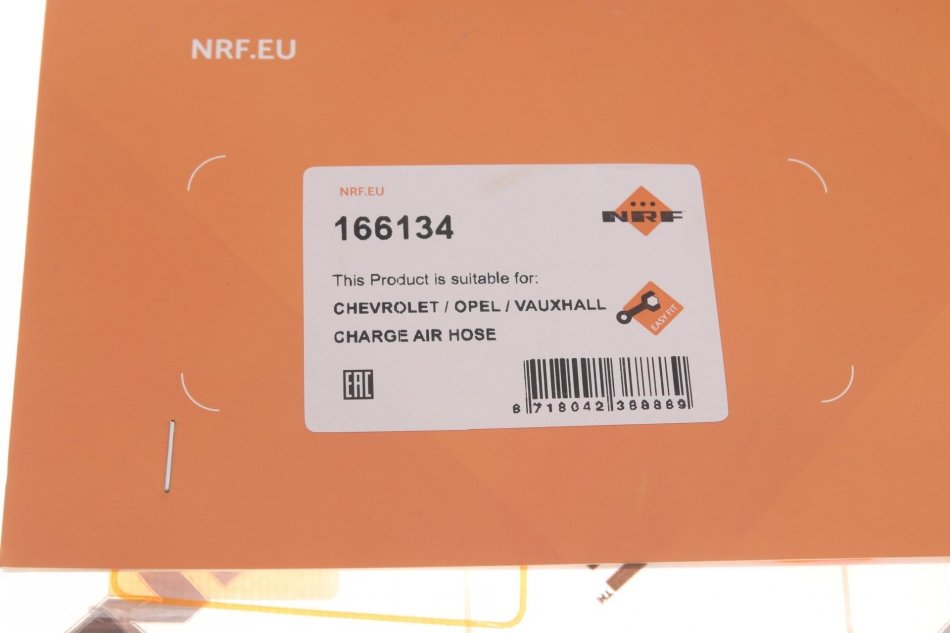 NRF.EU
NRF.EU
166134
NRF
This Product is suitable for:
CHEVROLET / OPEL / VAUXHALL
CHARGE AIR HOSE
EASY FIT
EAC
8 718042 388889